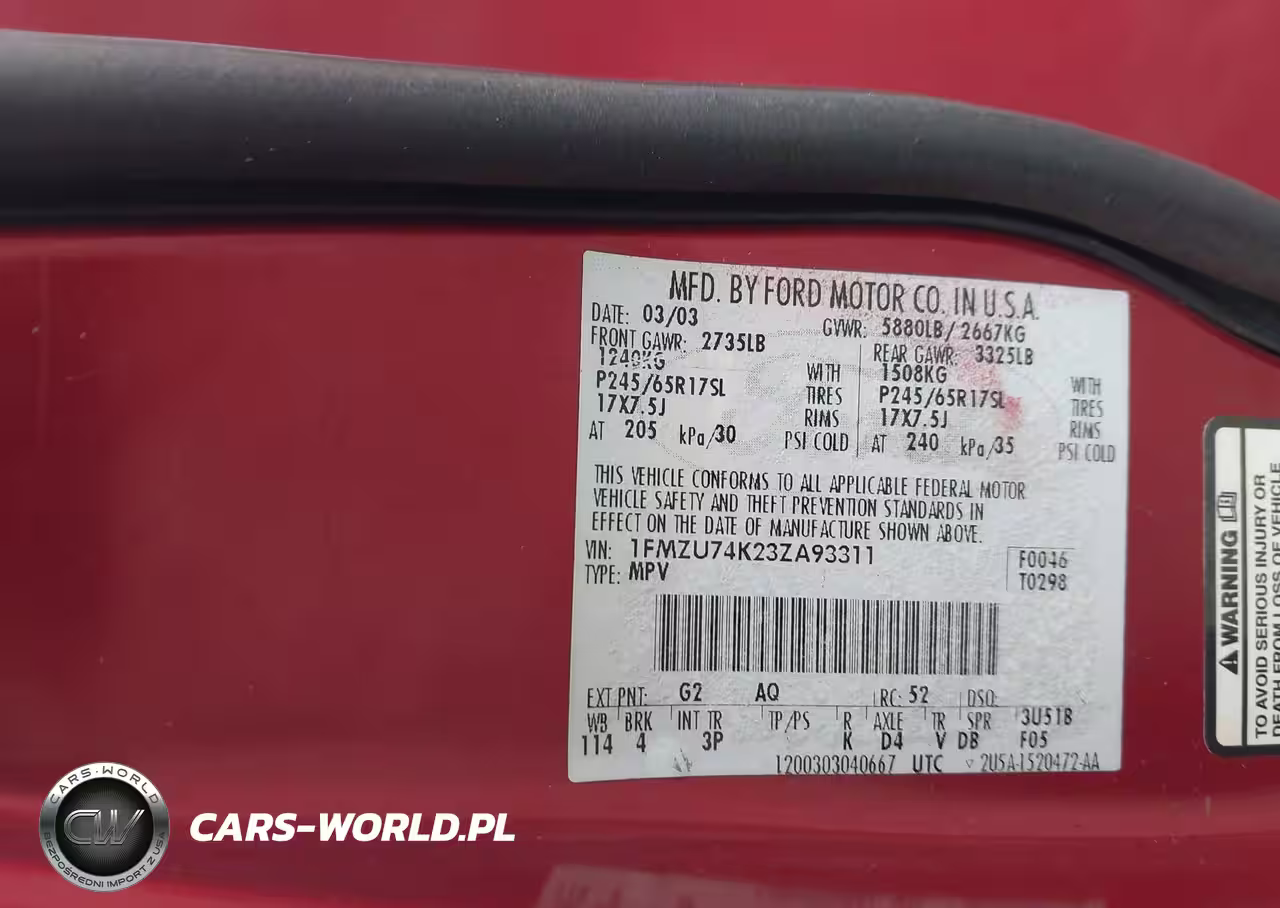 MFD. BY FORD MOTOR CO. IN U.S.A.
DATE: 03/03 GVWR: 5880LB/2667KG
FRONT GAWR: 2735LB REAR GAWR: 3325LB
1240KG WITH 1508KG WITH
P245/65R17SL TIRES P245/65R17SL TIRES
17X7.5J RIMS 17X7.5J RIMS
AT 205 kPa/30 PSI COLD AT 240 kPa/35 PSI COLD
THIS VEHICLE CONFORMS TO ALL APPLICABLE FEDERAL MOTOR
VEHICLE SAFETY AND THEFT PREVENTION STANDARDS IN
EFFECT ON THE DATE OF MANUFACTURE SHOWN ABOVE.
VIN: 1FMZU74K23ZA93311 F0046
TYPE: MPV T0298
EXT PNT: G2 AQ RC: 52 DSO:
WB BRK INT TR TP/PS R AXLE TR SPR 3U51B
114 4 3P K D4 V DB F05
1200303040667 UTC 2U5A-1520472-AA
WARNING
TO AVOID SERIOUS INJURY OR
DEATH FROM LOSS OF VEHICLE
CARS-WORLD
CW
BEZPOŚREDNI IMPORT Z USA
CARS-WORLD.PL